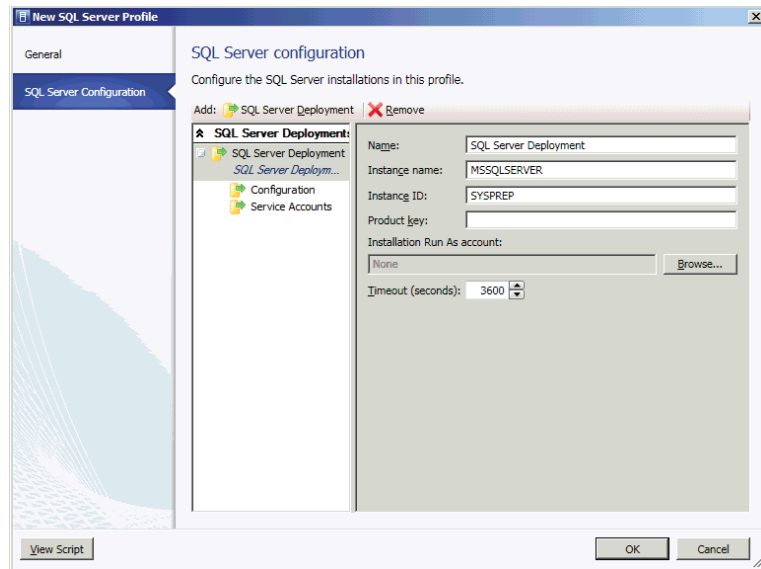 New SQL Server Profile
General
SQL Server Configuration
SQL Server configuration
Configure the SQL Server installations in this profile.
Add: SQL Server Deployment Remove
SQL Server Deployments
SQL Server Deployment
SQL Server Deploym...
Configuration
Service Accounts
Name: SQL Server Deployment
Instance name: MSSQLSERVER
Instance ID: SYSPREP
Product key:
Installation Run As account:
None Browse...
Timeout (seconds): 3600
View Script OK Cancel